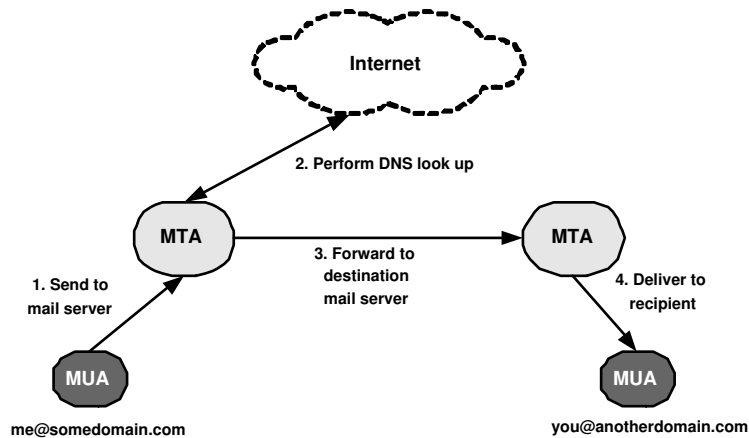 Internet
2. Perform DNS look up
MTA
MTA
3. Forward to
destination
mail server
1. Send to
mail server
4. Deliver to
recipient
MUA
MUA
me@somedomain.com
you@anotherdomain.com